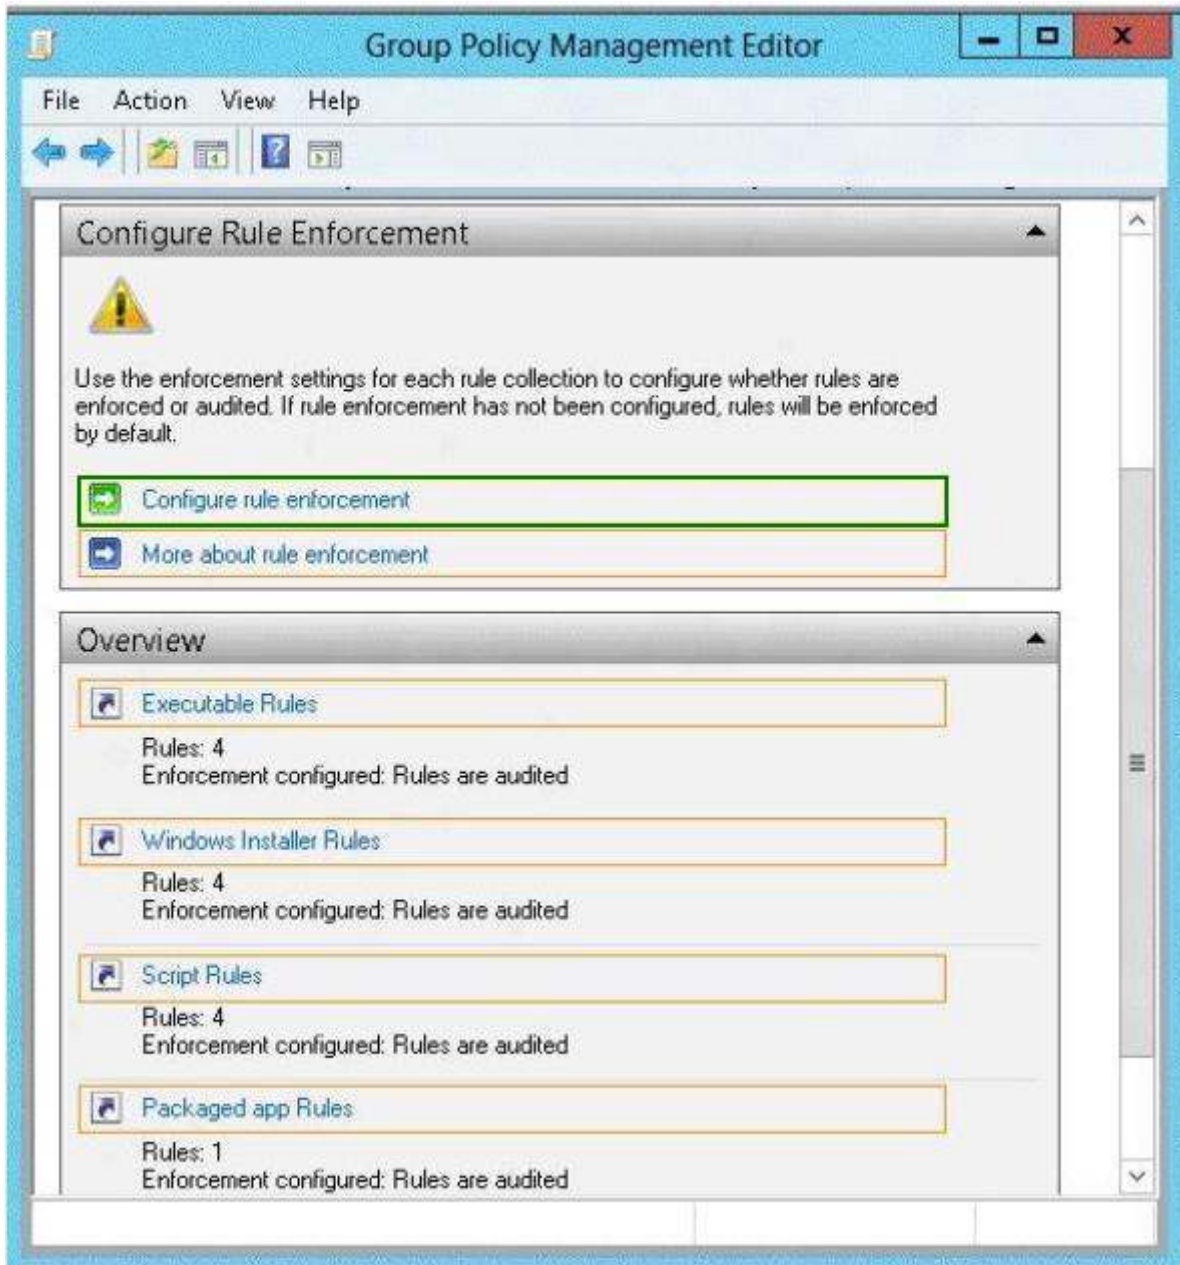 Group Policy Management Editor
File Action View Help
Configure Rule Enforcement
Use the enforcement settings for each rule collection to configure whether rules are
enforced or audited. If rule enforcement has not been configured, rules will be enforced
by default.
Configure rule enforcement
More about rule enforcement
Overview
Executable Rules
Rules: 4
Enforcement configured: Rules are audited
Windows Installer Rules
Rules: 4
Enforcement configured: Rules are audited
Script Rules
Rules: 4
Enforcement configured: Rules are audited
Packaged app Rules
Rules: 1
Enforcement configured: Rules are audited